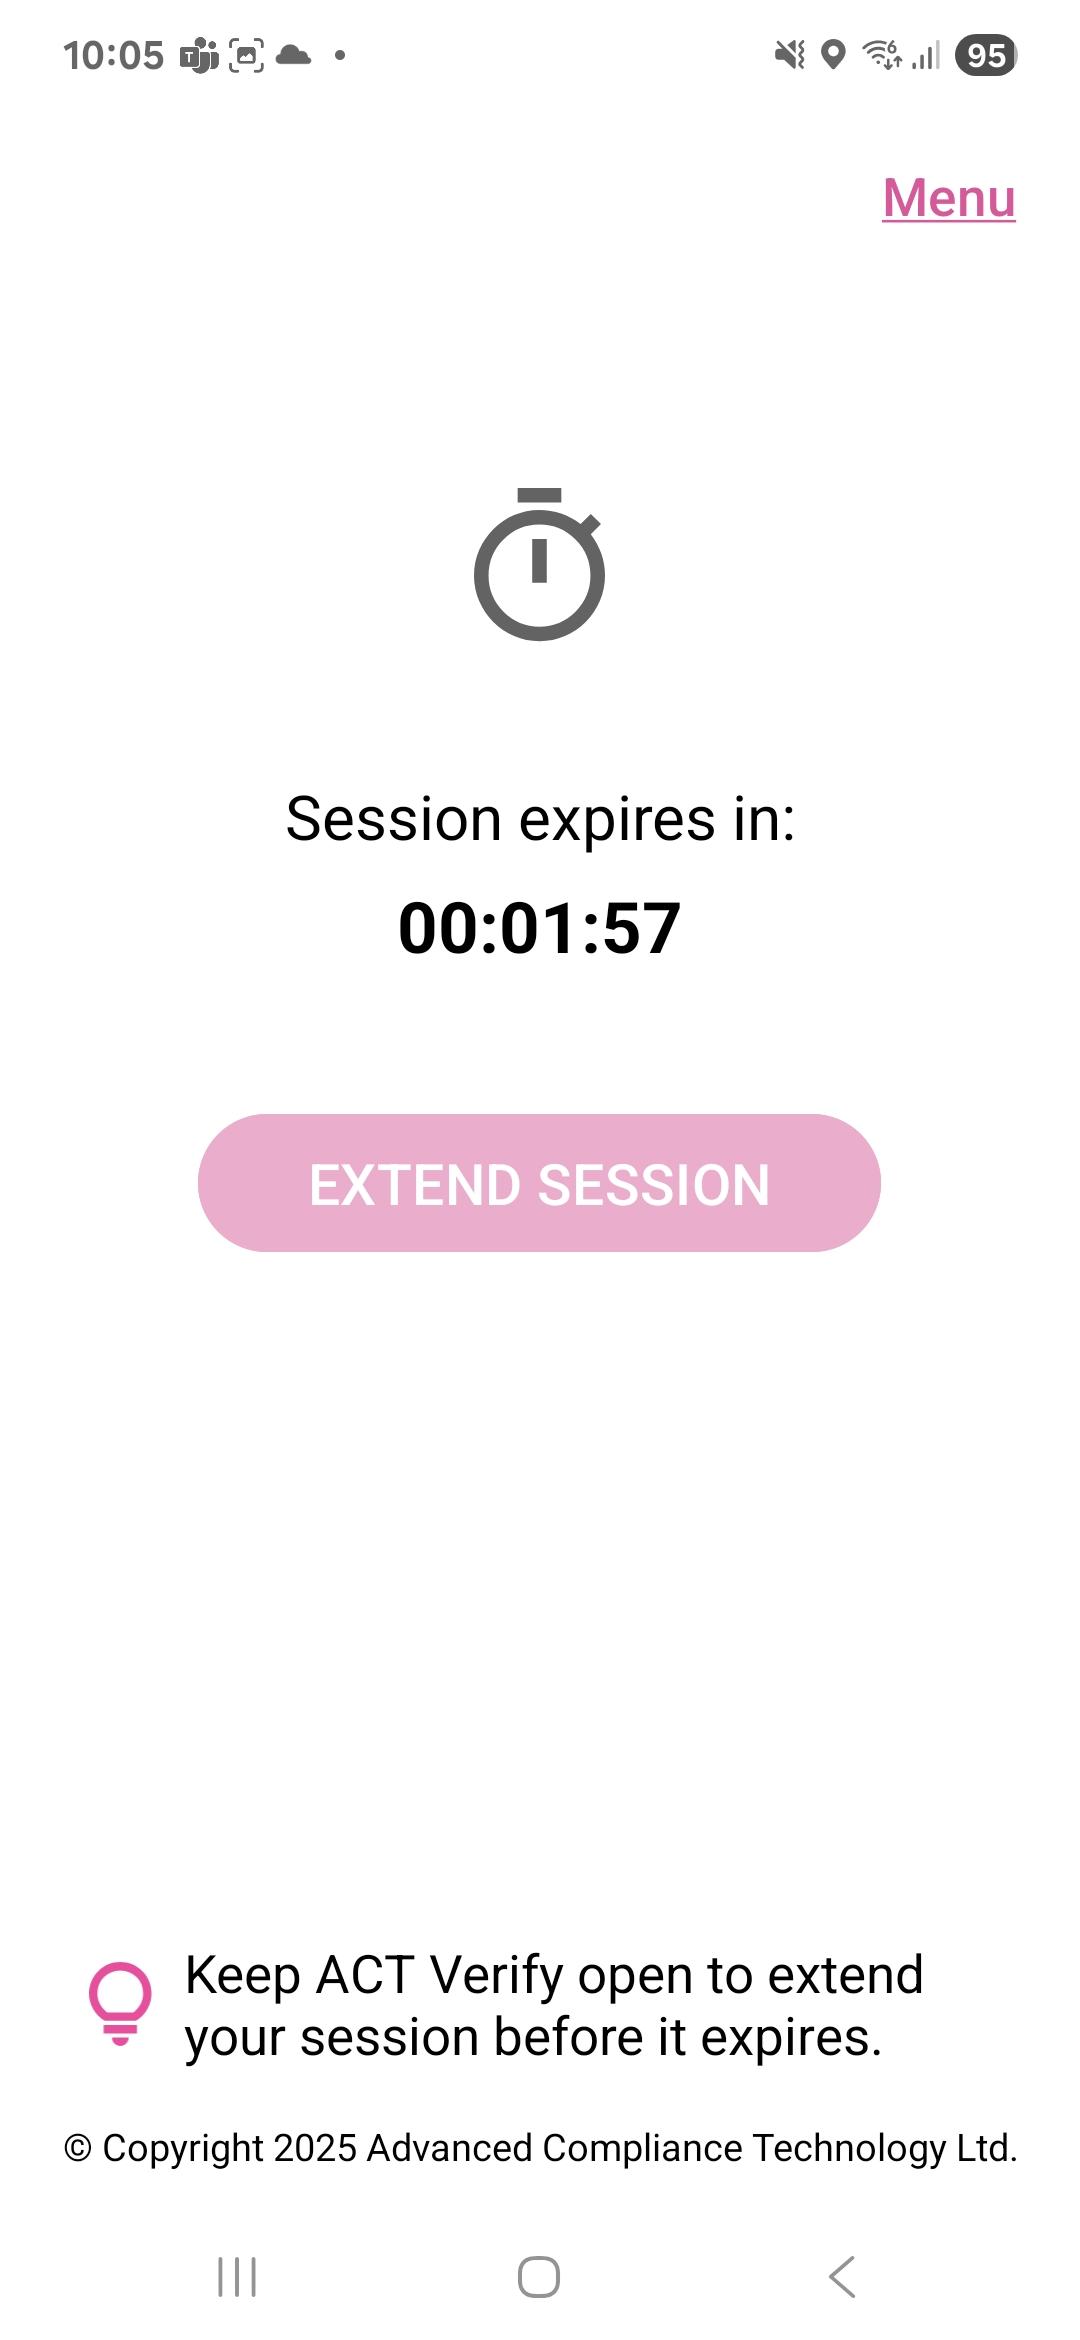 10:05
6
95
Menu
Session expires in:
00:01:57
EXTEND SESSION
Keep ACT Verify open to extend
your session before it expires.
© Copyright 2025 Advanced Compliance Technology Ltd.